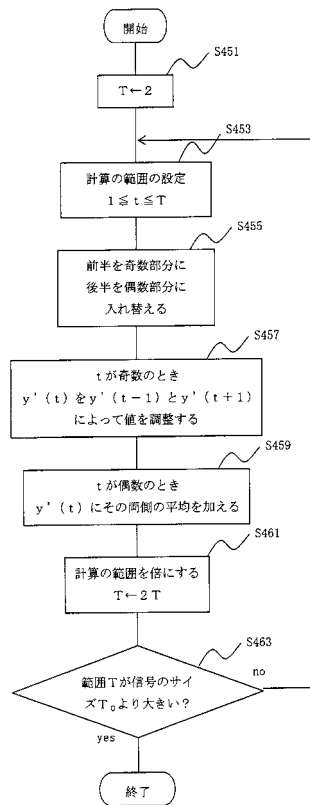 開始
S451
T←2
S453
計算の範囲の設定
1≦t≦T
S455
前半を奇数部分に
後半を偶数部分に
入れ替える
S457
tが奇数のとき
y'(t)をy'(t-1)とy'(t+1)
によって値を調整する
S459
tが偶数のとき
y'(t)にその両側の平均を加える
S461
計算の範囲を倍にする
T←2T
S463
範囲Tが信号のサイ
ズT₀より大きい?
no
yes
終了